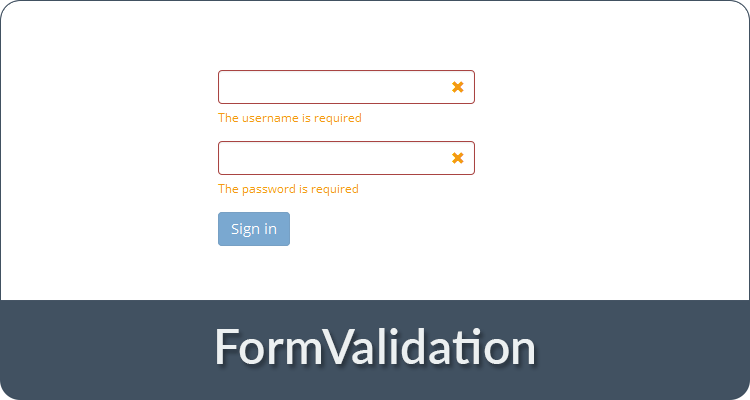 The username is required
The password is required
Sign in
FormValidation